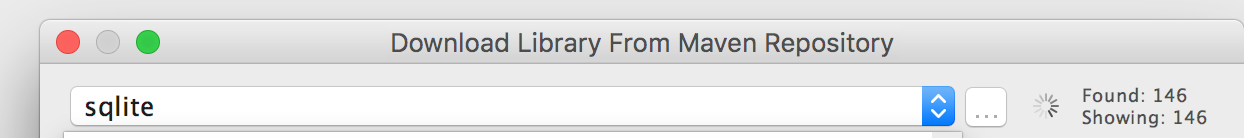 Download Library From Maven Repository
sqlite
...
Found: 146
Showing: 146